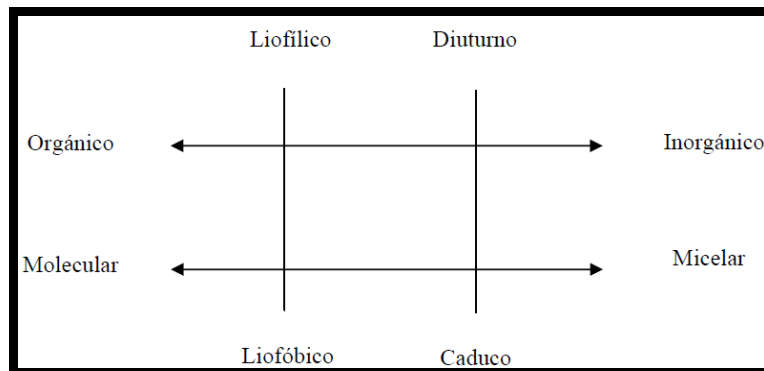 Liofílico Diuturno
Orgánico Inorgánico
Molecular Micelar
Liofóbico Caduco